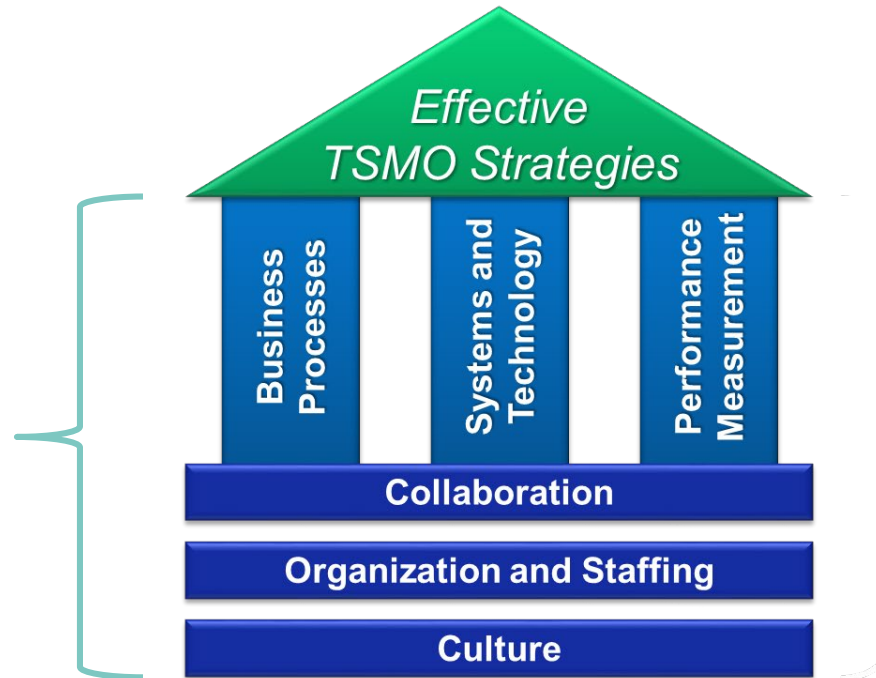 Effective
TSMO Strategies
Business
Processes
Systems and
Technology
Performance
Measurement
Collaboration
Organization and Staffing
Culture